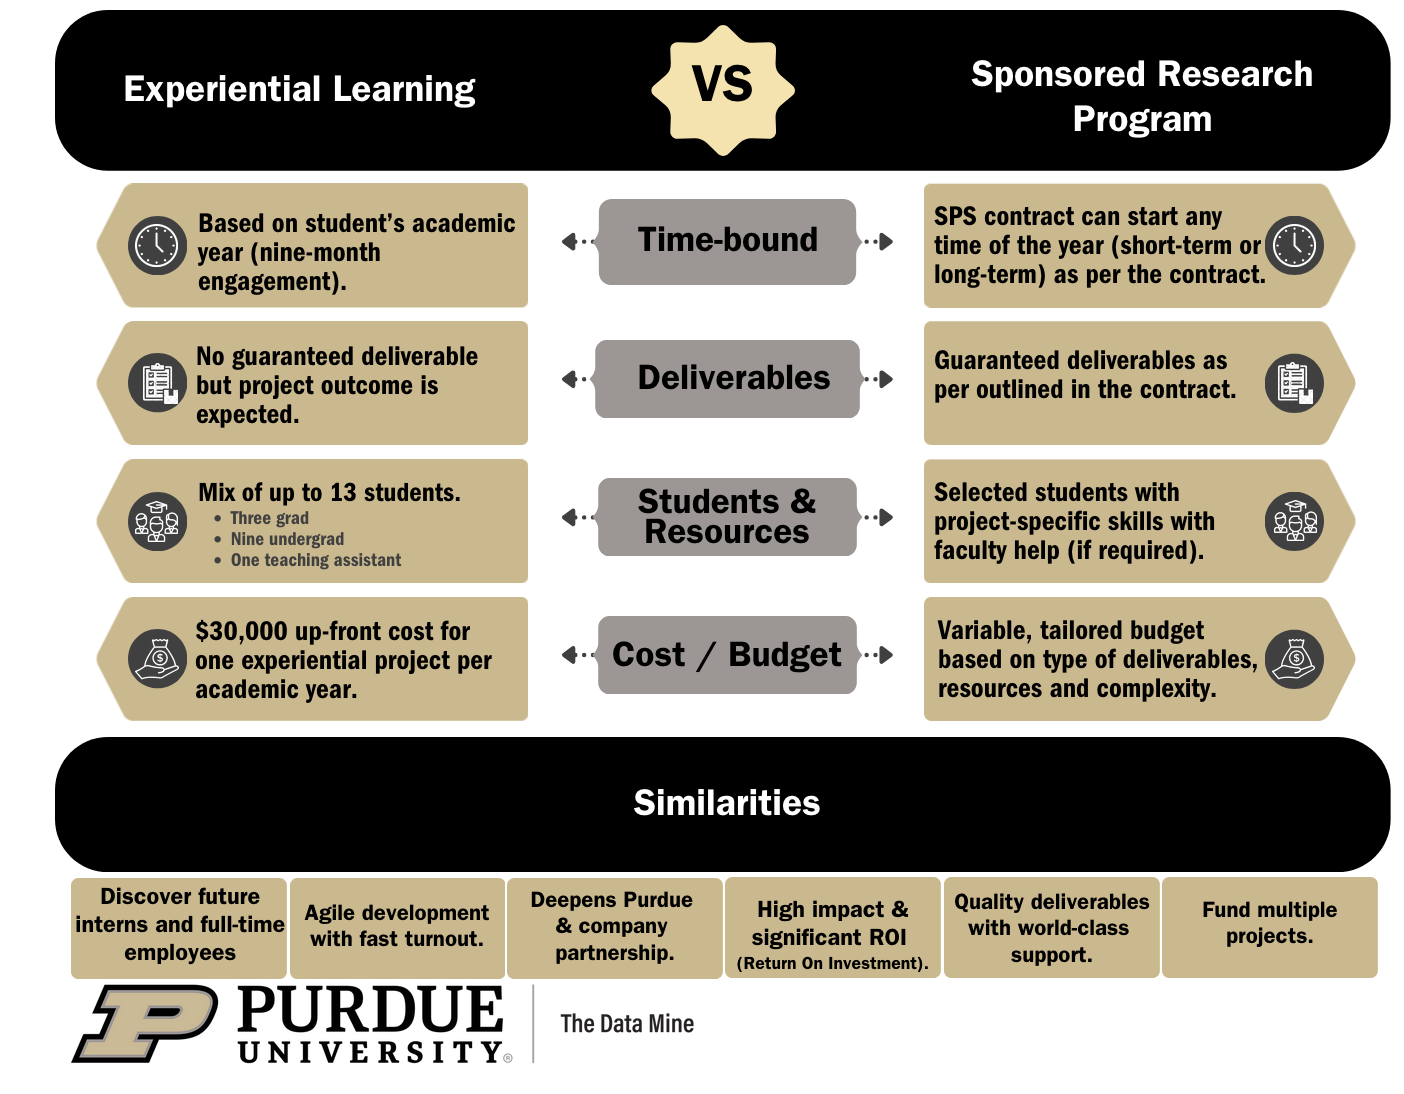 Experiential Learning
VS
Sponsored Research
Program
Based on student’s academic
year (nine-month
engagement).
Time-bound
SPS contract can start any
time of the year (short-term or
long-term) as per the contract.
No guaranteed deliverable
but project outcome is
expected.
Deliverables
Guaranteed deliverables as
per outlined in the contract.
Mix of up to 13 students.
• Three grad
• Nine undergrad
• One teaching assistant
Students &
Resources
Selected students with
project-specific skills with
faculty help (if required).
$30,000 up-front cost for
one experiential project per
academic year.
Cost / Budget
Variable, tailored budget
based on type of deliverables,
resources and complexity.
$
$
Similarities
Discover future
interns and full-time
employees
Agile development
with fast turnout.
Deepens Purdue
& company
partnership.
High impact &
significant ROI
(Return On Investment).
Quality deliverables
with world-class
support.
Fund multiple
projects.
P
PURDUE
UNIVERSITY®
The Data Mine